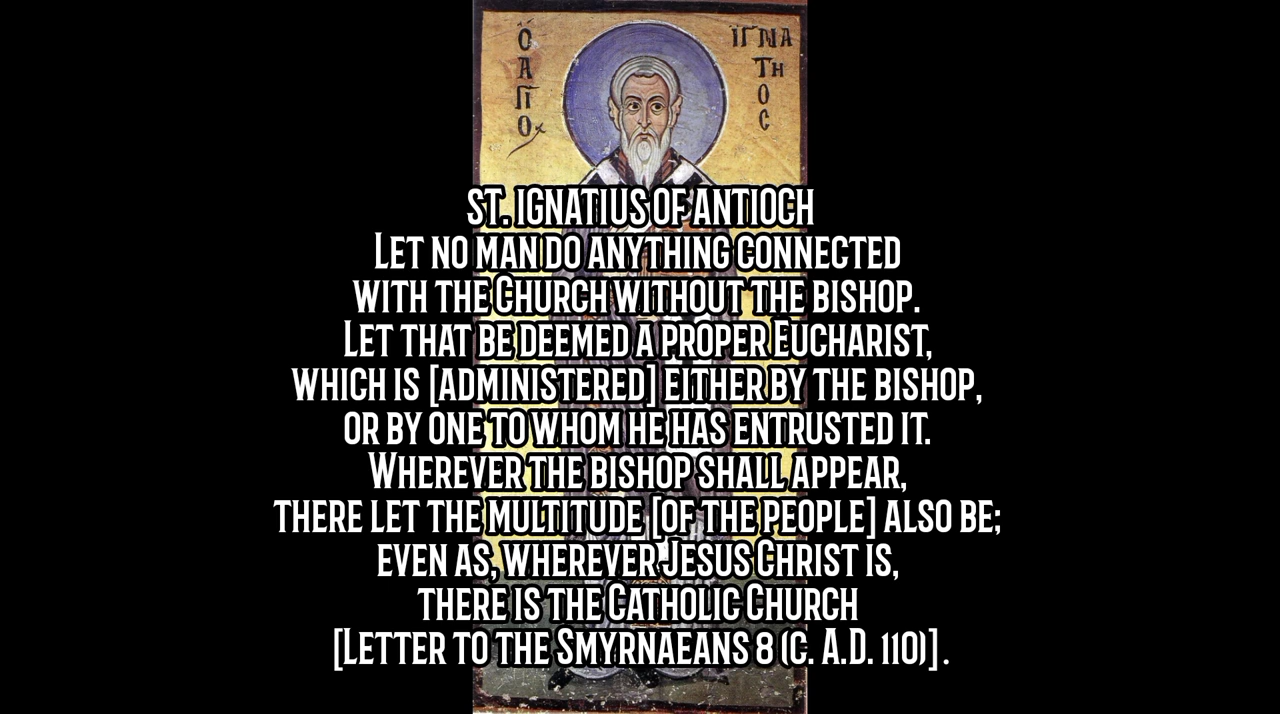 Ὁ
Α
ΓΙ
Ο
ἸΓΝΑ
ΤΗ
Ο
C
ST. IGNATIUS OF ANTIOCH
LET NO MAN DO ANYTHING CONNECTED
WITH THE CHURCH WITHOUT THE BISHOP.
LET THAT BE DEEMED A PROPER EUCHARIST,
WHICH IS [ADMINISTERED] EITHER BY THE BISHOP,
OR BY ONE TO WHOM HE HAS ENTRUSTED IT.
WHEREVER THE BISHOP SHALL APPEAR,
THERE LET THE MULTITUDE [OF THE PEOPLE] ALSO BE;
EVEN AS, WHEREVER JESUS CHRIST IS,
THERE IS THE CATHOLIC CHURCH
[LETTER TO THE SMYRNAEANS 8 (C. A.D. 110)].